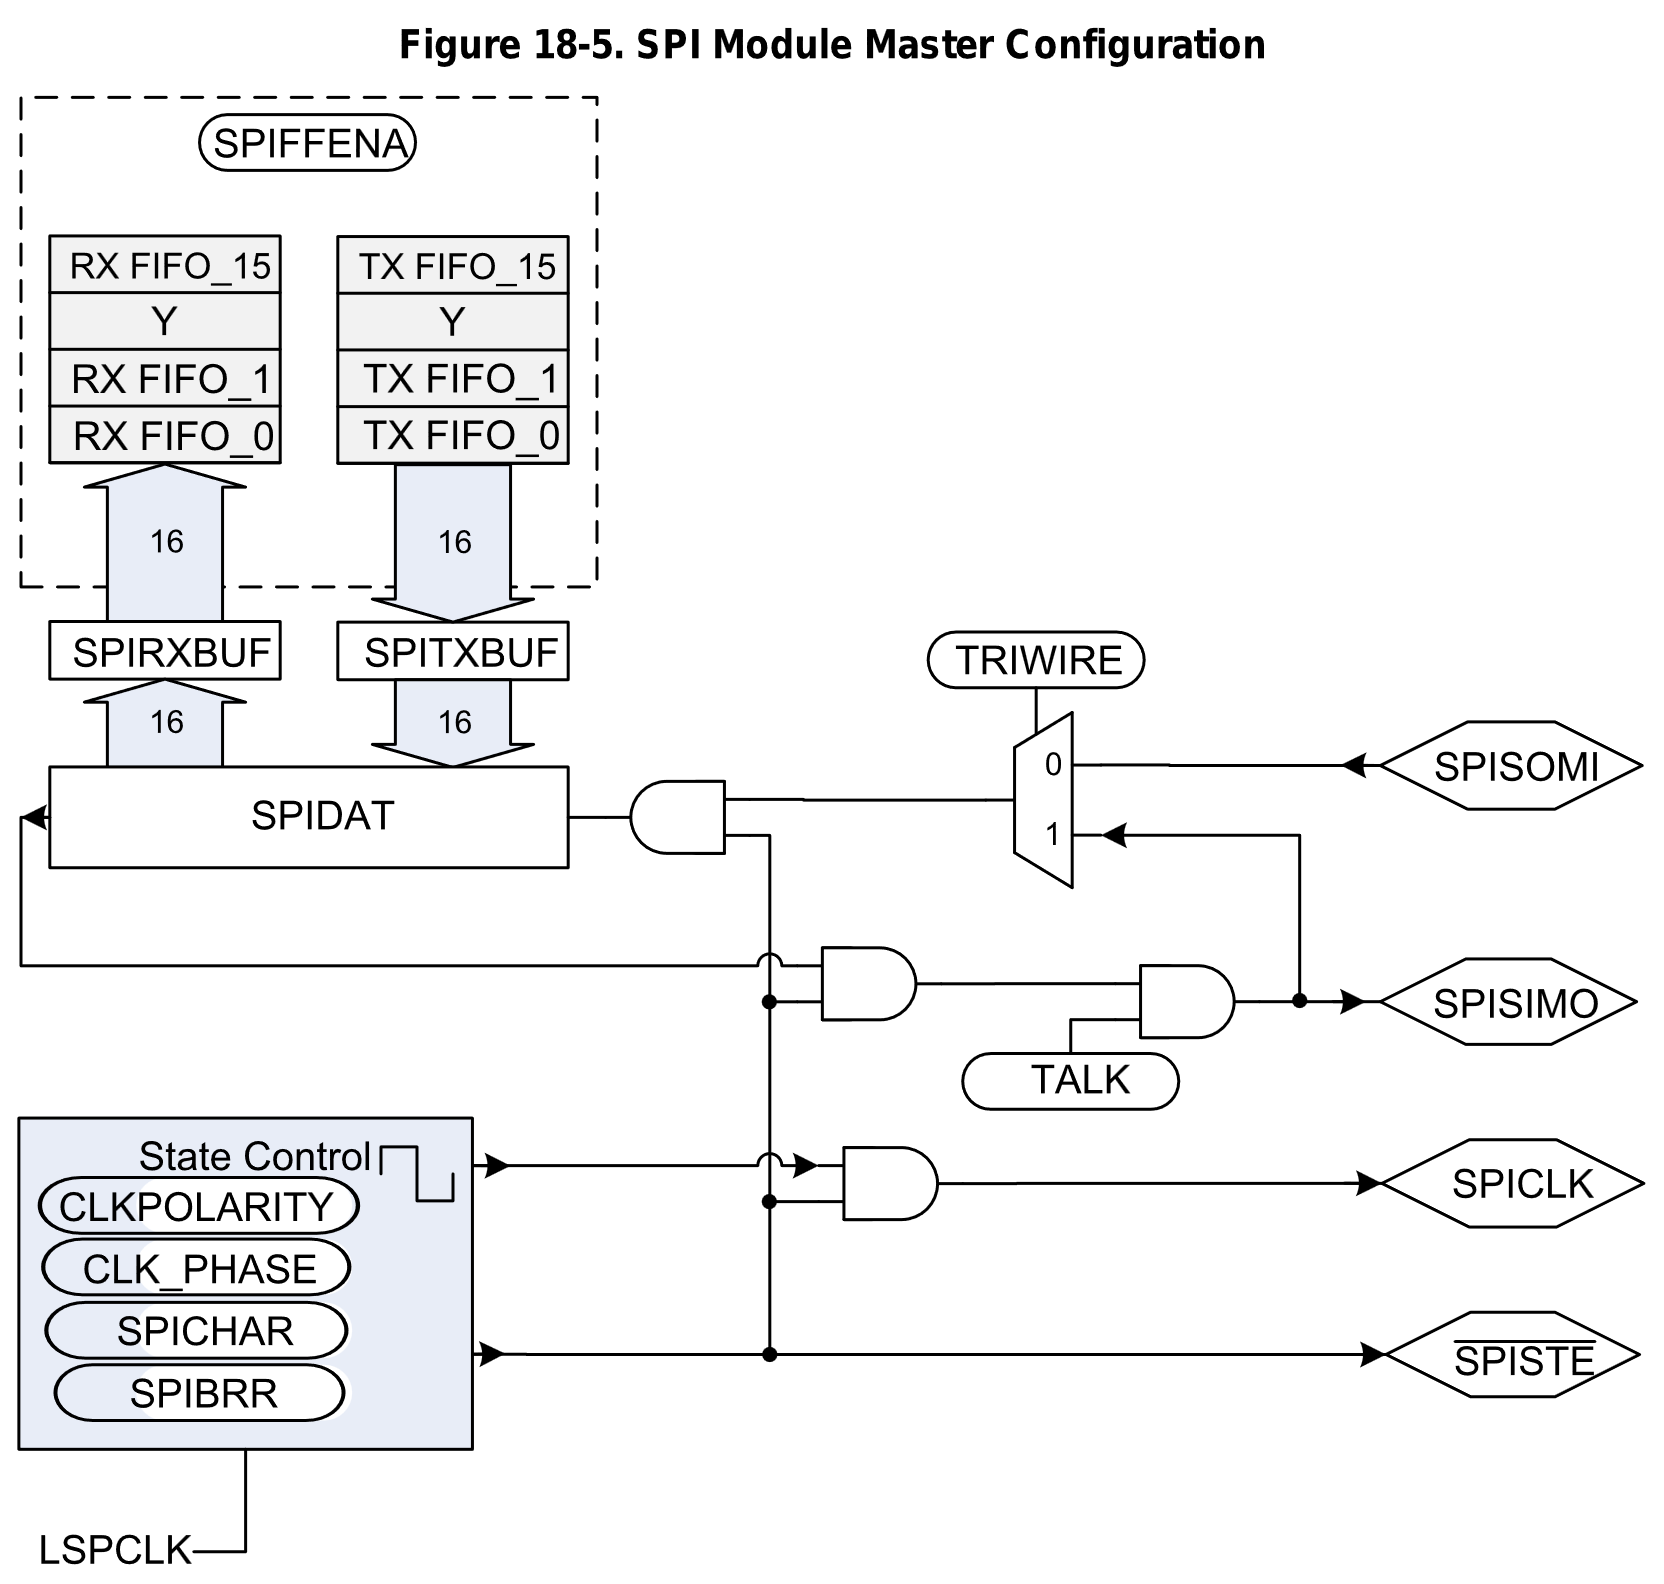 Figure 18-5. SPI Module Master Configuration
SPIFFENA
RX FIFO_15
Y
RX FIFO_1
RX FIFO_0
TX FIFO_15
Y
TX FIFO_1
TX FIFO_0
16
16
SPIRXBUF
SPITXBUF
16
16
SPIDAT
TRIWIRE
0
1
SPISOMI
SPISIMO
TALK
State Control
CLKPOLARITY
CLK_PHASE
SPICHAR
SPIBRR
SPICLK
SPISTE
LSPCLK